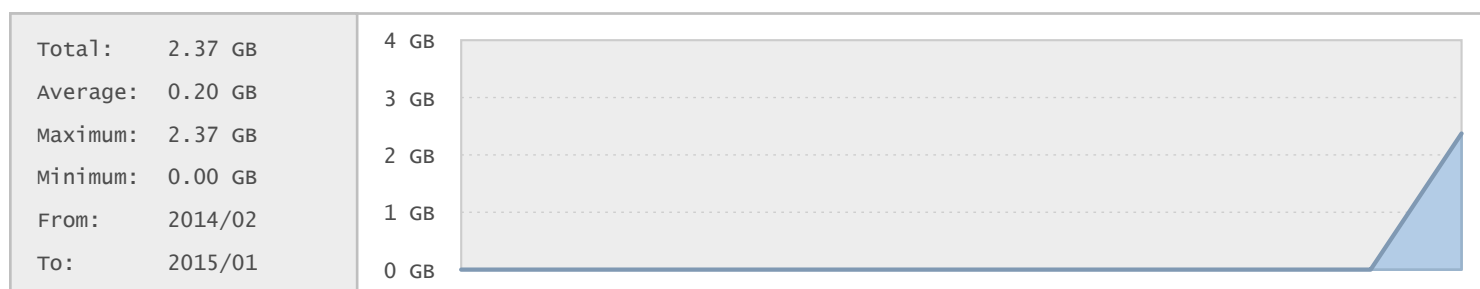 Total: 2.37 GB
Average: 0.20 GB
Maximum: 2.37 GB
Minimum: 0.00 GB
From: 2014/02
To: 2015/01
4 GB
3 GB
2 GB
1 GB
0 GB